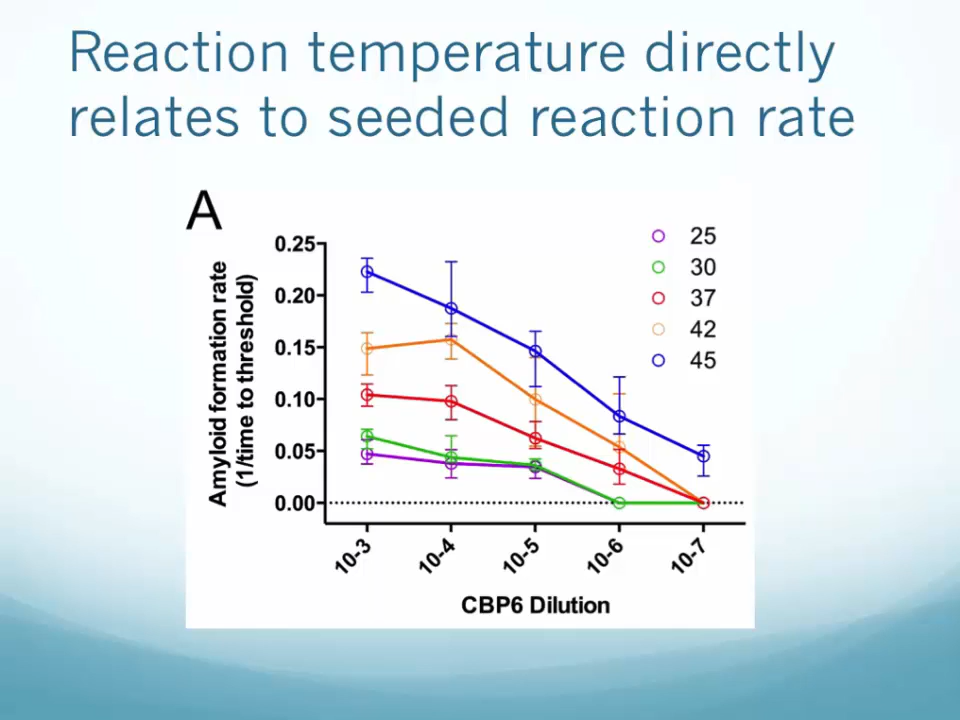 Reaction temperature directly
relates to seeded reaction rate
A
Amyloid formation rate
(1/time to threshold)
0.25
0.20
0.15
0.10
0.05
0.00
10-3
10-4
10-5
10-6
10-7
CBP6 Dilution
25
30
37
42
45